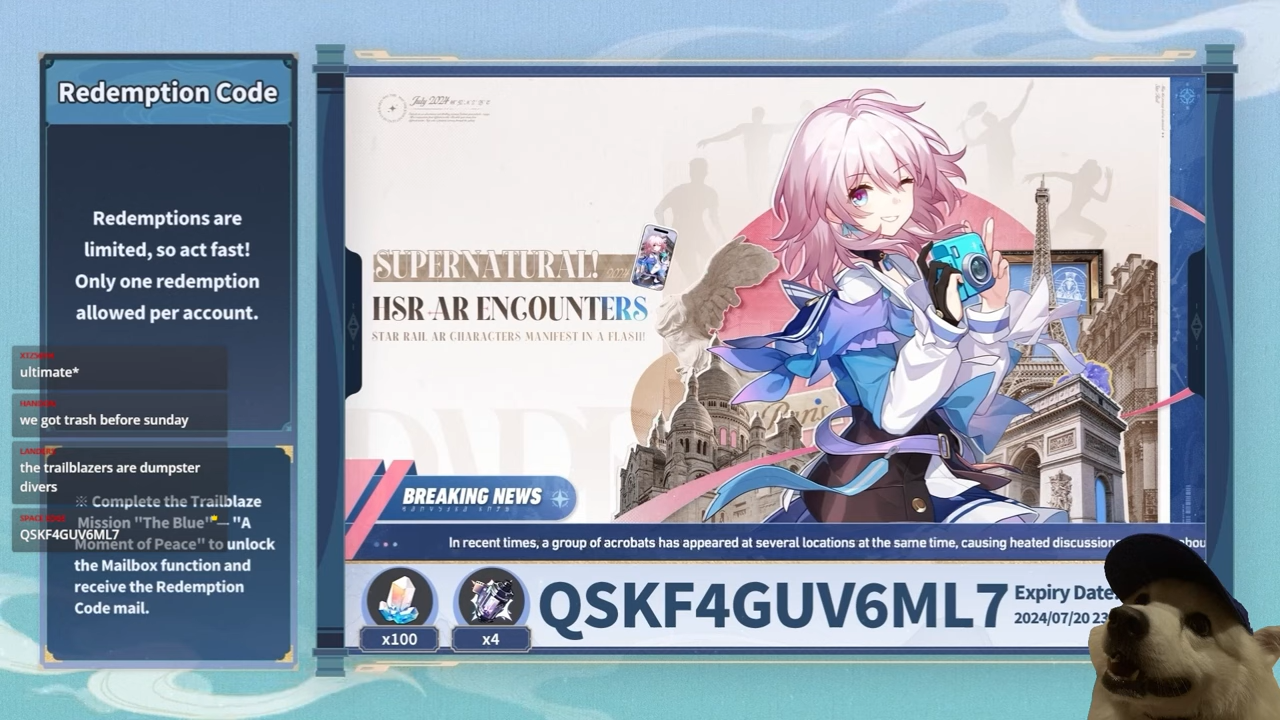 Redemption Code
Redemptions are
limited, so act fast!
Only one redemption
allowed per account.
ultimate*
we got trash before sunday
the trailblazers are dumpster
divers
QSKF4GUV6ML7
※ Complete the Trailblaze
Mission "The Blue" — "A
Moment of Peace" to unlock
the Mailbox function and
receive the Redemption
Code mail.
July 2024
SUPERNATURAL!
HSR AR ENCOUNTERS
STAR RAIL AR CHARACTERS MANIFEST IN A FLASH!
Paris
BREAKING NEWS
In recent times, a group of acrobats has appeared at several locations at the same time, causing heated discussions
x100
x4
QSKF4GUV6ML7
Expiry Date:
2024/07/20 23